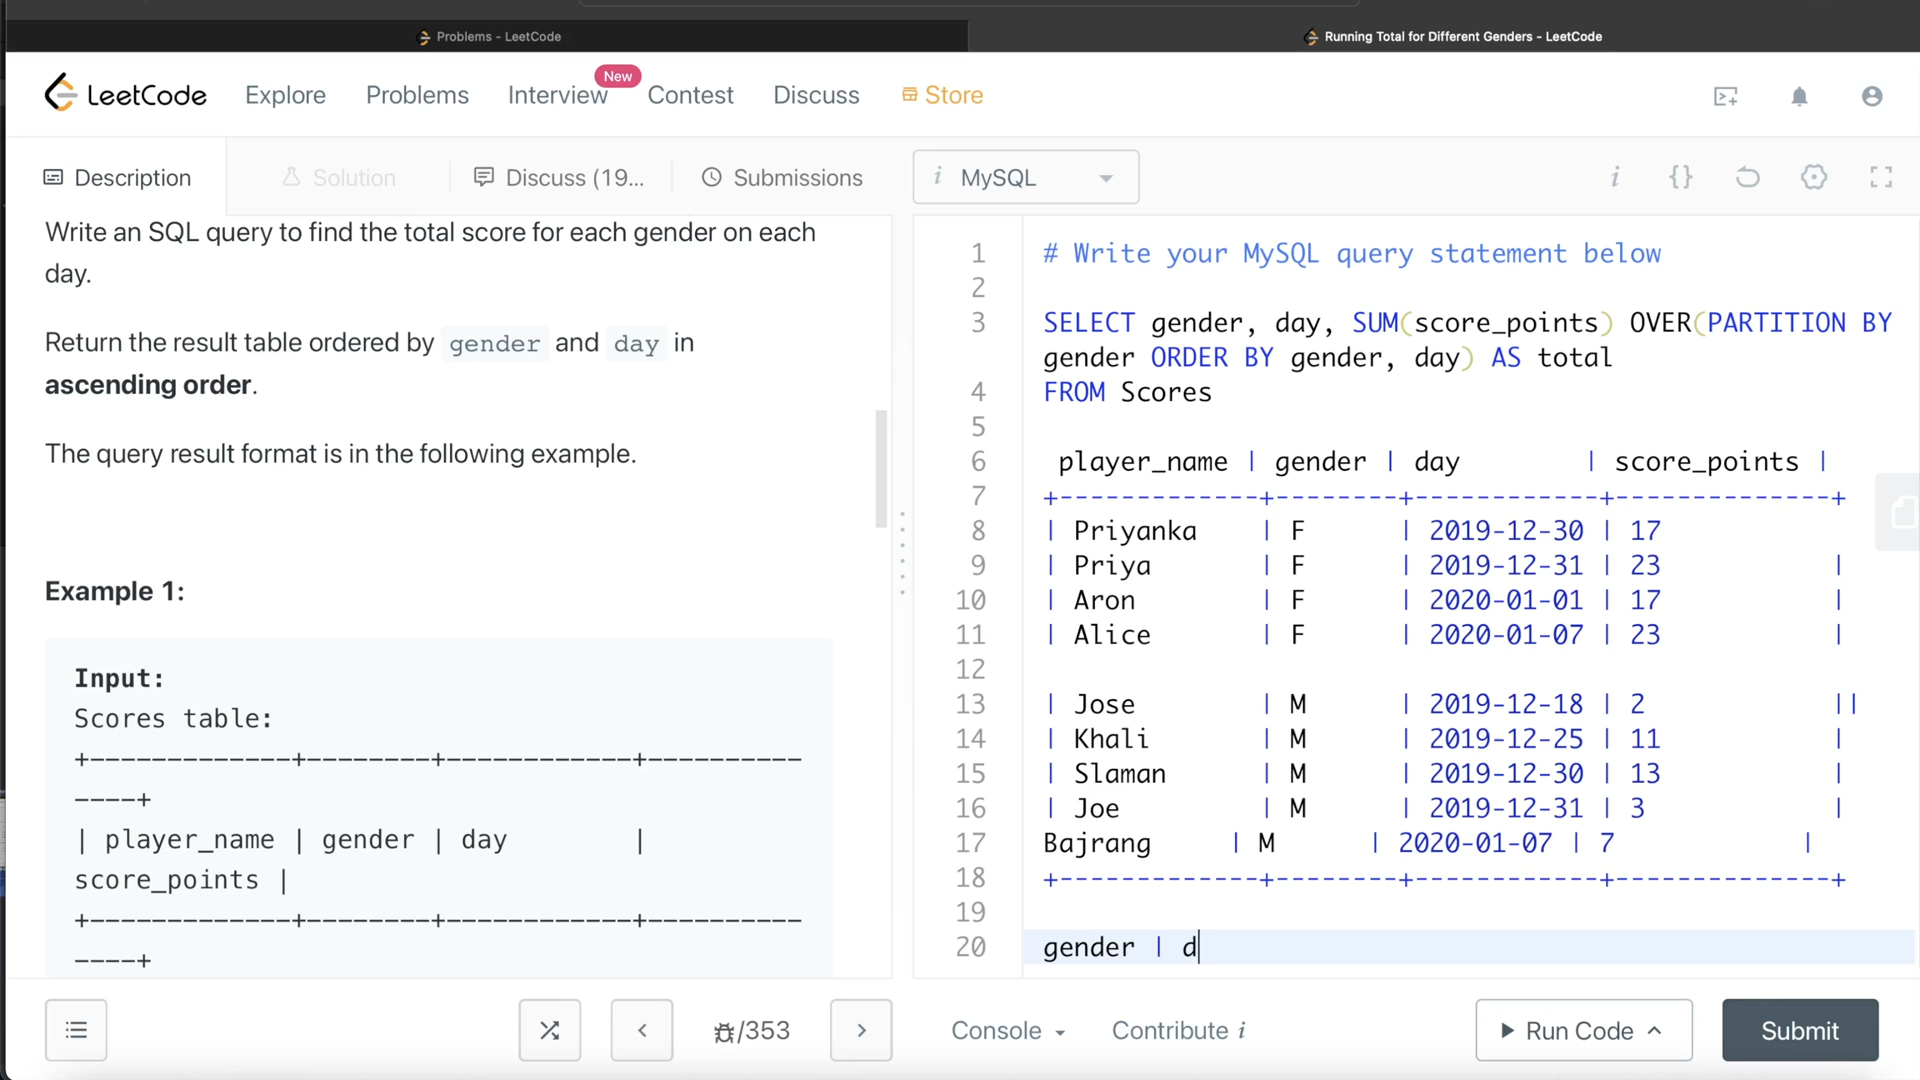 Problems - LeetCode
Running Total for Different Genders - LeetCode
LeetCode Explore Problems Interview New Contest Discuss Store
Description Solution Discuss (19... Submissions
i MySQL
i {}
Write an SQL query to find the total score for each gender on each
day.
Return the result table ordered by gender and day in
ascending order.
The query result format is in the following example.
Example 1:
Input:
Scores table:
+-------------+--------+------------+----------
----+
| player_name | gender | day        |
score_points |
+-------------+--------+------------+----------
----+
1 # Write your MySQL query statement below
2
3 SELECT gender, day, SUM(score_points) OVER(PARTITION BY
gender ORDER BY gender, day) AS total
4 FROM Scores
5
6  player_name | gender | day        | score_points |
7 +-------------+--------+------------+--------------+
8 | Priyanka    | F      | 2019-12-30 | 17
9 | Priya       | F      | 2019-12-31 | 23           |
10 | Aron        | F      | 2020-01-01 | 17           |
11 | Alice       | F      | 2020-01-07 | 23           |
12
13 | Jose        | M      | 2019-12-18 | 2            ||
14 | Khali       | M      | 2019-12-25 | 11           |
15 | Slaman      | M      | 2019-12-30 | 13           |
16 | Joe         | M      | 2019-12-31 | 3            |
17 Bajrang     | M      | 2020-01-07 | 7            |
18 +-------------+--------+------------+--------------+
19
20 gender | d
/353
Console Contribute i
Run Code Submit